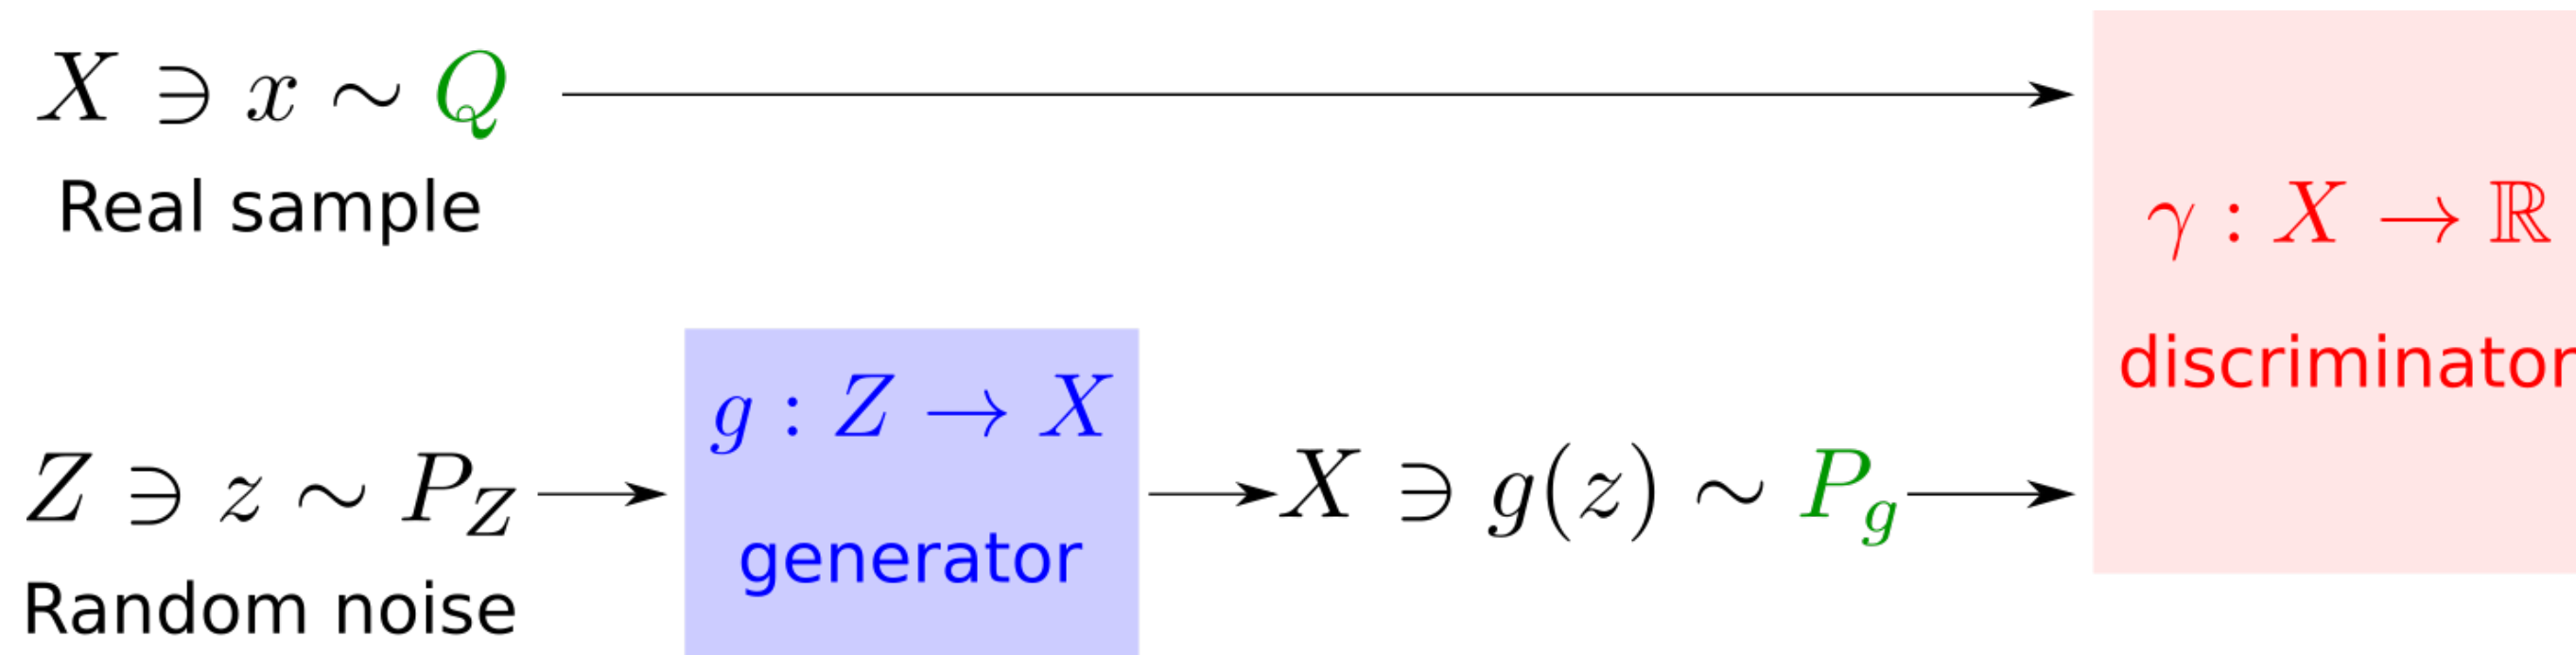 X ∋ x ∼ Q
Real sample
γ : X → ℝ
discriminator
g : Z → X
generator
Z ∋ z ∼ P_Z
Random noise
X ∋ g(z) ∼ P_g